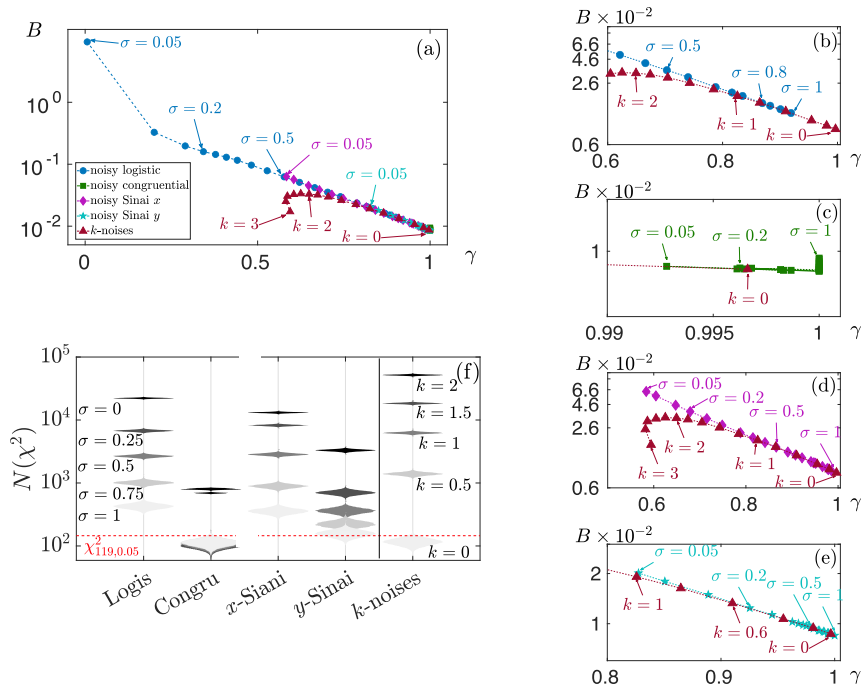 (a)
B
10^0
10^{-1}
10^{-2}
σ = 0.05
σ = 0.2
σ = 0.5
σ = 0.05
σ = 0.05
k = 3
k = 2
k = 0
noisy logistic
noisy congruential
noisy Sinai x
noisy Sinai y
k-noises
0
0.5
1
γ
(b)
B × 10^{-2}
6.6
4.6
2.6
0.6
σ = 0.5
σ = 0.8
σ = 1
k = 2
k = 1
k = 0
0.6
0.8
1
γ
(c)
B × 10^{-2}
1
σ = 0.05
σ = 0.2
σ = 1
k = 0
0.99
0.995
1
γ
(d)
B × 10^{-2}
6.6
4.6
2.6
0.6
σ = 0.05
σ = 0.2
σ = 0.5
σ = 1
k = 2
k = 1
k = 3
k = 0
0.6
0.8
1
γ
(e)
B × 10^{-2}
2
1
σ = 0.05
σ = 0.2
σ = 0.5
σ = 1
k = 1
k = 0.6
k = 0
0.8
0.9
1
γ
(f)
N(χ²)
10^5
10^4
10^3
10^2
σ = 0
σ = 0.25
σ = 0.5
σ = 0.75
σ = 1
χ²_{119,0.05}
k = 2
k = 1.5
k = 1
k = 0.5
k = 0
Logis
Congru
x-Siani
y-Sinai
k-noises